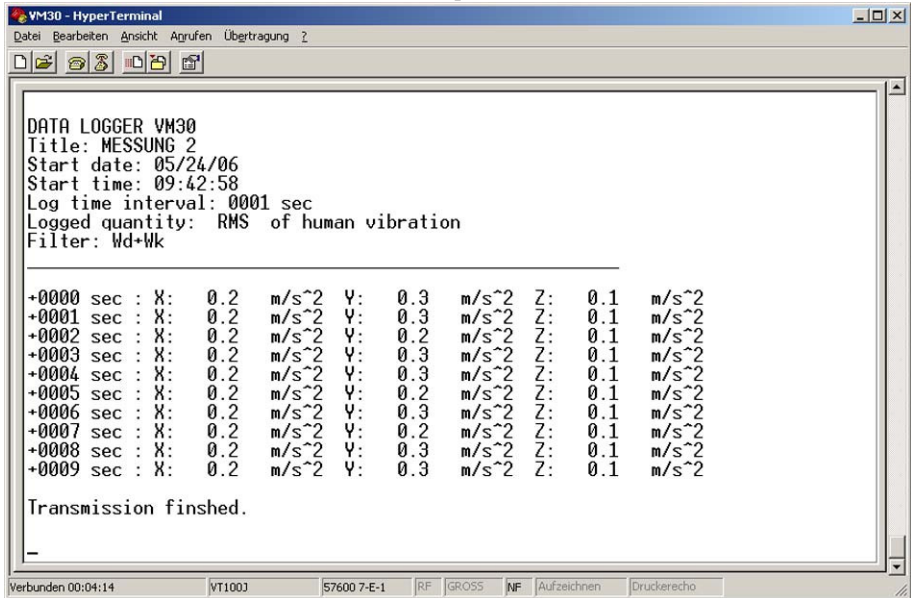 VM30 - HyperTerminal
Datei Bearbeiten Ansicht Anrufen Übertragung ?
DATA LOGGER VM30
Title: MESSUNG 2
Start date: 05/24/06
Start time: 09:42:58
Log time interval: 0001 sec
Logged quantity: RMS of human vibration
Filter: Wd+Wk
+0000 sec : X: 0.2 m/s^2 Y: 0.3 m/s^2 Z: 0.1 m/s^2
+0001 sec : X: 0.2 m/s^2 Y: 0.3 m/s^2 Z: 0.1 m/s^2
+0002 sec : X: 0.2 m/s^2 Y: 0.2 m/s^2 Z: 0.1 m/s^2
+0003 sec : X: 0.2 m/s^2 Y: 0.3 m/s^2 Z: 0.1 m/s^2
+0004 sec : X: 0.2 m/s^2 Y: 0.3 m/s^2 Z: 0.1 m/s^2
+0005 sec : X: 0.2 m/s^2 Y: 0.2 m/s^2 Z: 0.1 m/s^2
+0006 sec : X: 0.2 m/s^2 Y: 0.3 m/s^2 Z: 0.1 m/s^2
+0007 sec : X: 0.2 m/s^2 Y: 0.2 m/s^2 Z: 0.1 m/s^2
+0008 sec : X: 0.2 m/s^2 Y: 0.3 m/s^2 Z: 0.1 m/s^2
+0009 sec : X: 0.2 m/s^2 Y: 0.3 m/s^2 Z: 0.1 m/s^2
Transmission finshed.
_
Verbunden 00:04:14 VT100J 57600 7-E-1 RF GROSS NF Aufzeichnen Druckerecho